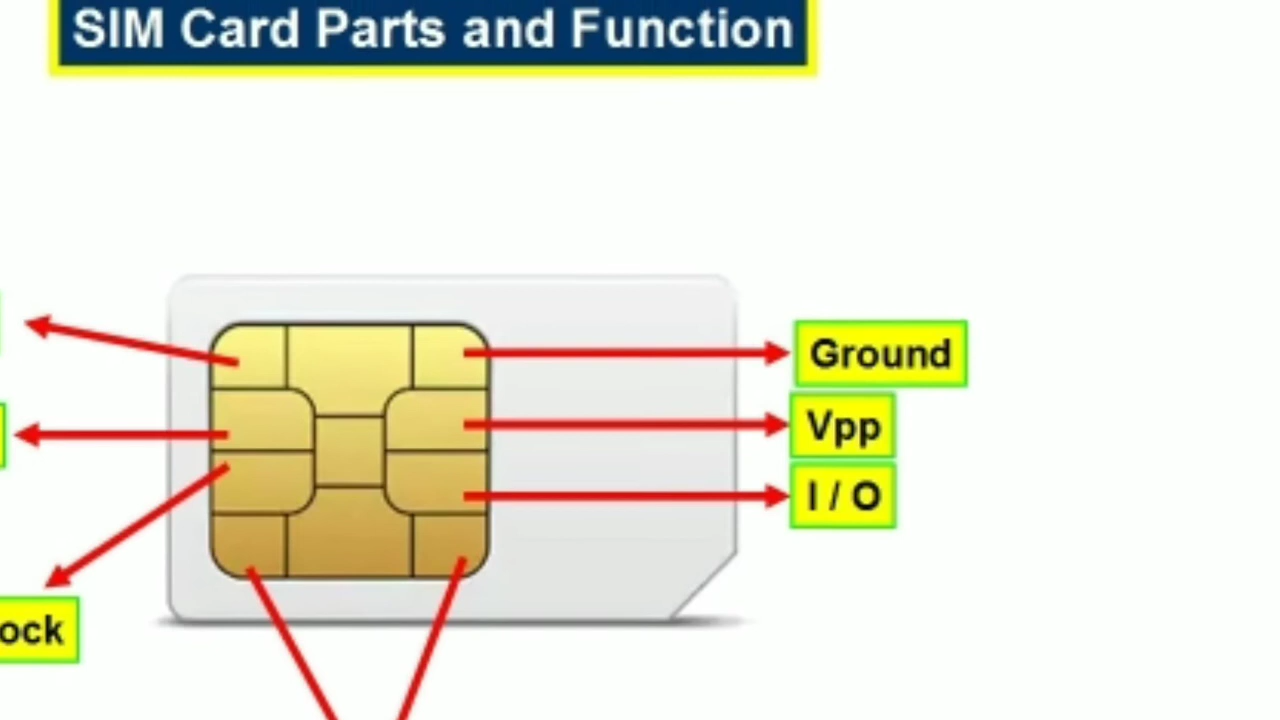 SIM Card Parts and Function
Ground
Vpp
I / O
ock